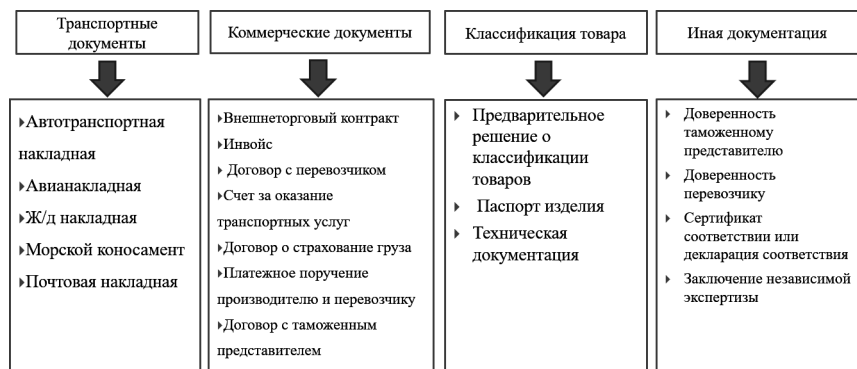 Транспортные
документы
Автотранспортная
накладная
Авианакладная
Ж/д накладная
Морской коносамент
Почтовая накладная
Коммерческие документы
Внешнеторговый контракт
Инвойс
Договор с перевозчиком
Счет за оказание
транспортных услуг
Договор о страхование груза
Платежное поручение
производителю и перевозчику
Договор с таможенным
представителем
Классификация товара
Предварительное
решение о
классификации
товаров
Паспорт изделия
Техническая
документация
Иная документация
Доверенность
таможенному
представителю
Доверенность
перевозчику
Сертификат
соответствии или
декларация соответствия
Заключение независимой
экспертизы